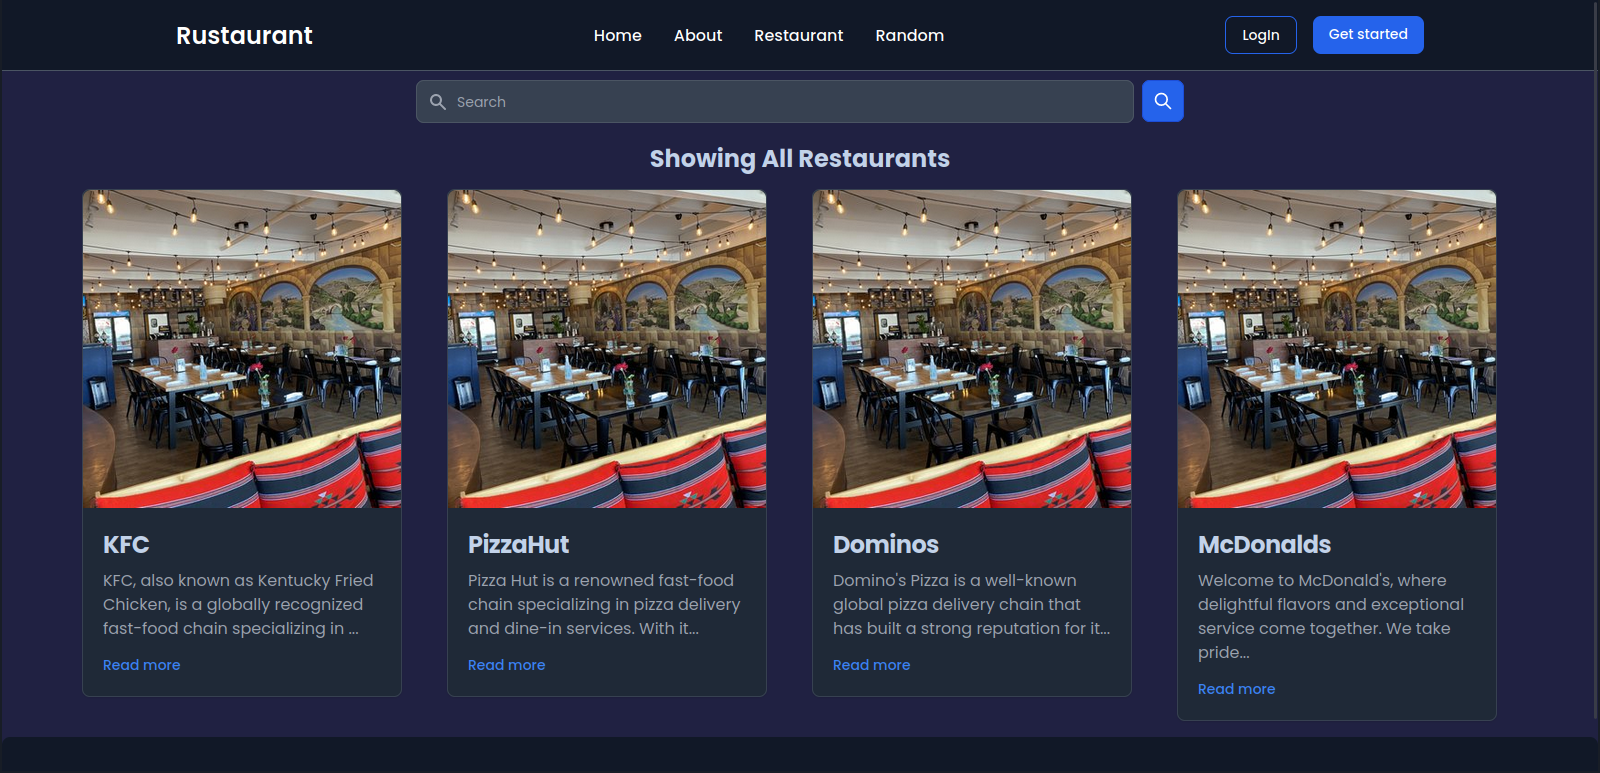 Rustaurant
Home About Restaurant Random
LogIn Get started
Search
Showing All Restaurants
KFC
KFC, also known as Kentucky Fried
Chicken, is a globally recognized
fast-food chain specializing in ...
Read more
PizzaHut
Pizza Hut is a renowned fast-food
chain specializing in pizza delivery
and dine-in services. With it...
Read more
Dominos
Domino's Pizza is a well-known
global pizza delivery chain that
has built a strong reputation for it...
Read more
McDonalds
Welcome to McDonald's, where
delightful flavors and exceptional
service come together. We take
pride...
Read more